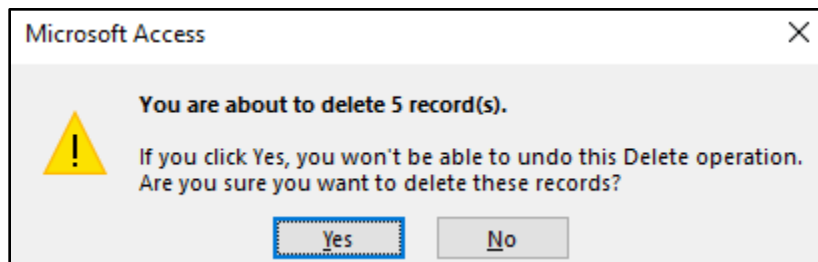 Microsoft Access
You are about to delete 5 record(s).
If you click Yes, you won't be able to undo this Delete operation.
Are you sure you want to delete these records?
Yes No